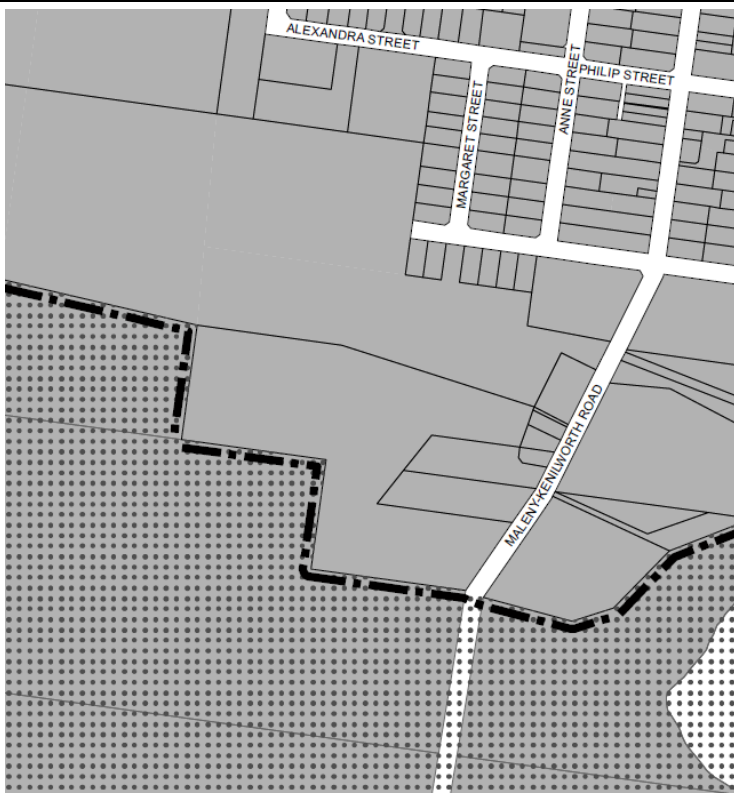 ALEXANDRA STREET
PHILIP STREET
ANNE STREET
MARGARET STREET
MALENY-KENILWORTH ROAD